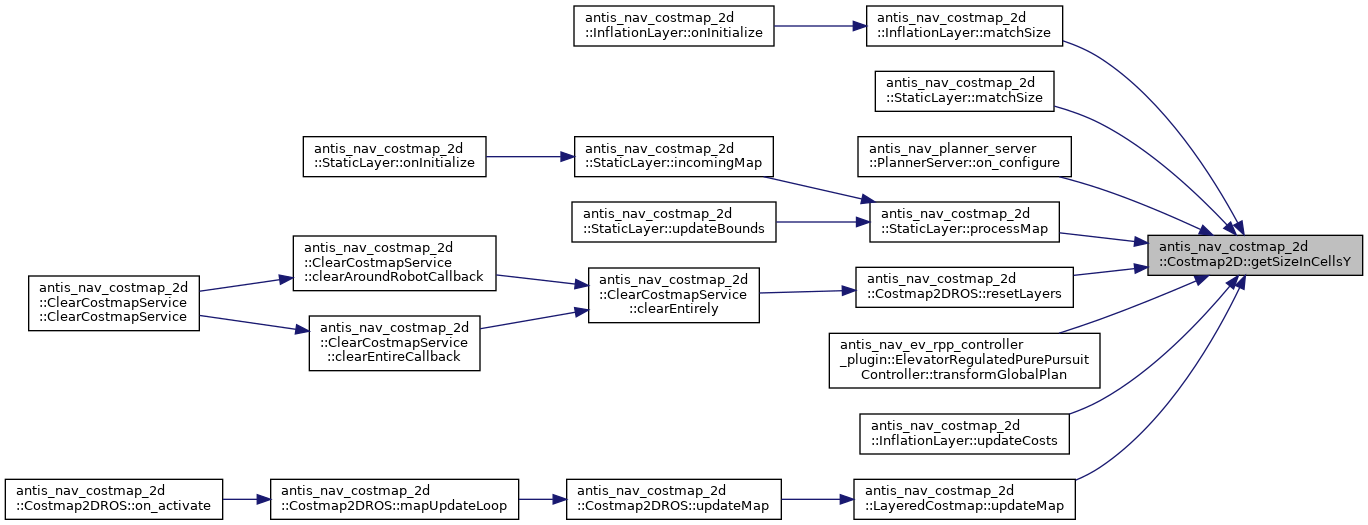 antis_nav_costmap_2d
::InflationLayer::onInitialize
antis_nav_costmap_2d
::InflationLayer::matchSize
antis_nav_costmap_2d
::StaticLayer::matchSize
antis_nav_costmap_2d
::StaticLayer::onInitialize
antis_nav_costmap_2d
::StaticLayer::incomingMap
antis_nav_planner_server
::PlannerServer::on_configure
antis_nav_costmap_2d
::StaticLayer::updateBounds
antis_nav_costmap_2d
::StaticLayer::processMap
antis_nav_costmap_2d
::Costmap2D::getSizeInCellsY
antis_nav_costmap_2d
::ClearCostmapService
::clearAroundRobotCallback
antis_nav_costmap_2d
::ClearCostmapService
::ClearCostmapService
antis_nav_costmap_2d
::ClearCostmapService
::clearEntirely
antis_nav_costmap_2d
::Costmap2DROS::resetLayers
antis_nav_costmap_2d
::ClearCostmapService
::clearEntireCallback
antis_nav_ev_rpp_controller
_plugin::ElevatorRegulatedPurePursuit
Controller::transformGlobalPlan
antis_nav_costmap_2d
::InflationLayer::updateCosts
antis_nav_costmap_2d
::Costmap2DROS::on_activate
antis_nav_costmap_2d
::Costmap2DROS::mapUpdateLoop
antis_nav_costmap_2d
::Costmap2DROS::updateMap
antis_nav_costmap_2d
::LayeredCostmap::updateMap